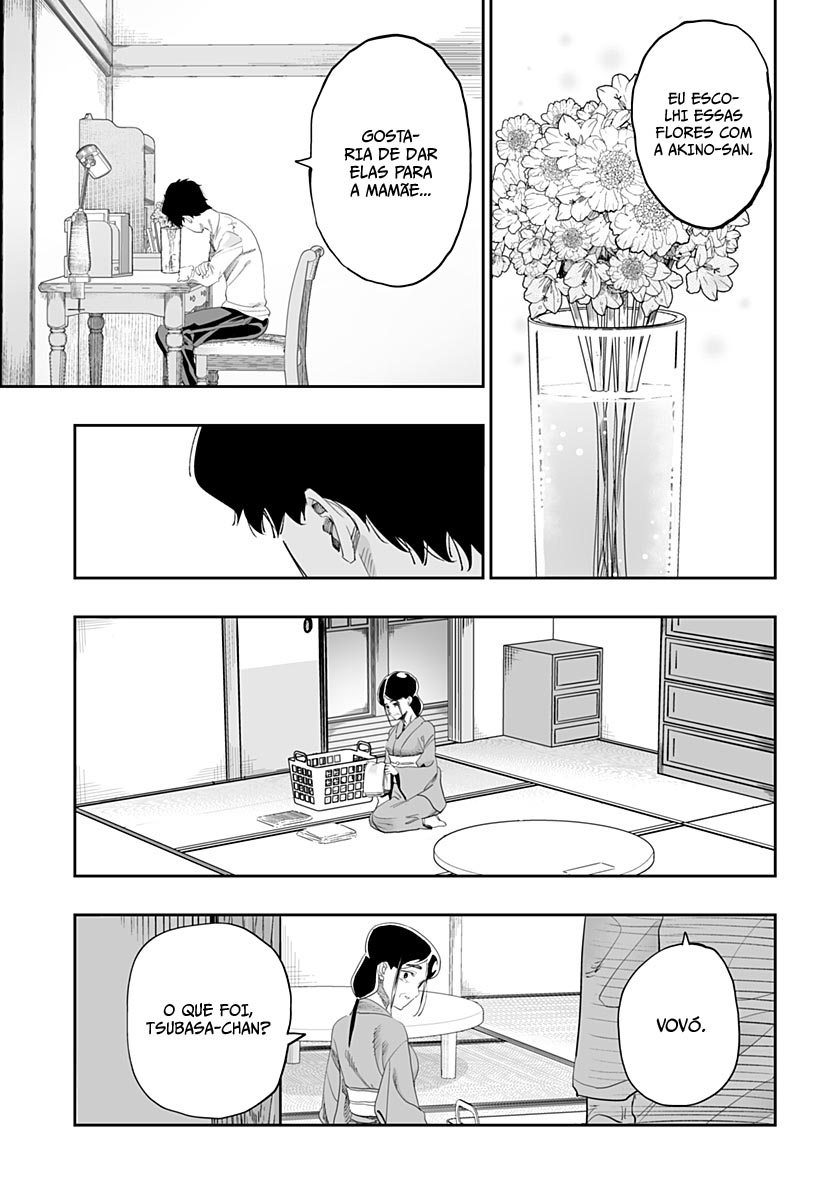 EU ESCO-
LHI ESSAS
FLORES COM
A AKINO-SAN.
GOSTA-
RIA DE DAR
ELAS PARA
A MAMÃE...
VOVÓ.
O QUE FOI,
TSUBASA-CHAN?